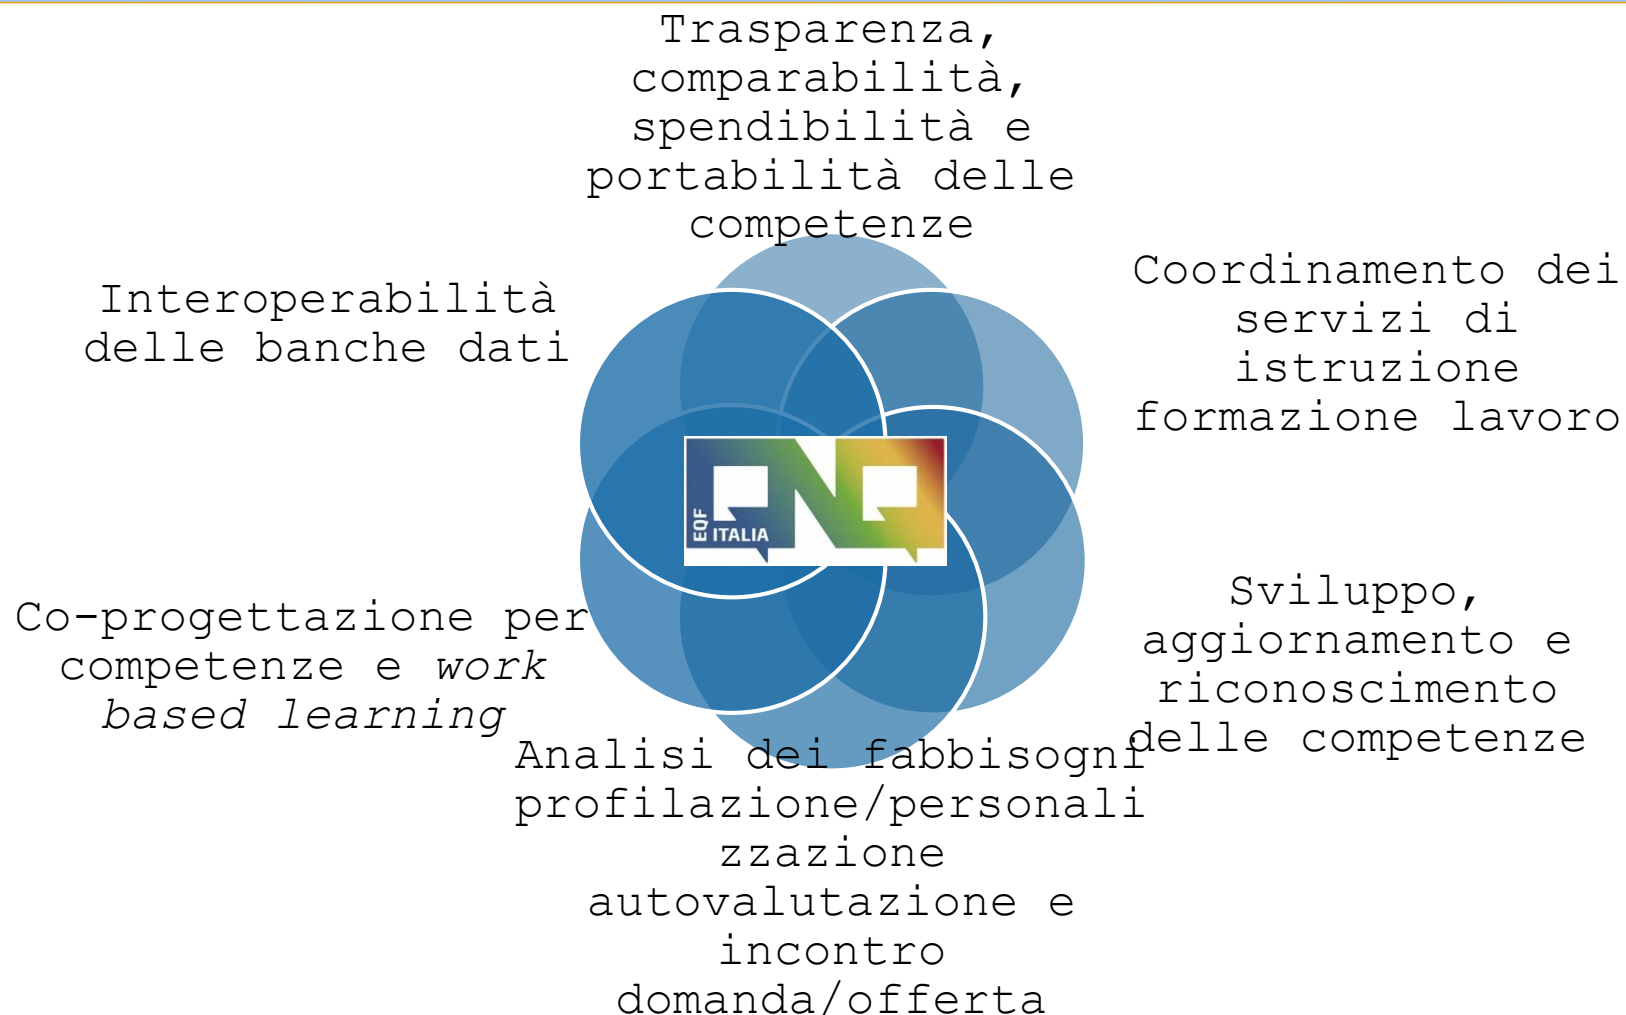 Trasparenza,
comparabilità,
spendibilità e
portabilità delle
competenze
Coordinamento dei
servizi di
istruzione
formazione lavoro
Sviluppo,
aggiornamento e
riconoscimento
delle competenze
Analisi dei fabbisogni
profilazione/personali
zzazione
autovalutazione e
incontro
domanda/offerta
Co-progettazione per
competenze e work
based learning
Interoperabilità
delle banche dati
QNQ
EQF
ITALIA